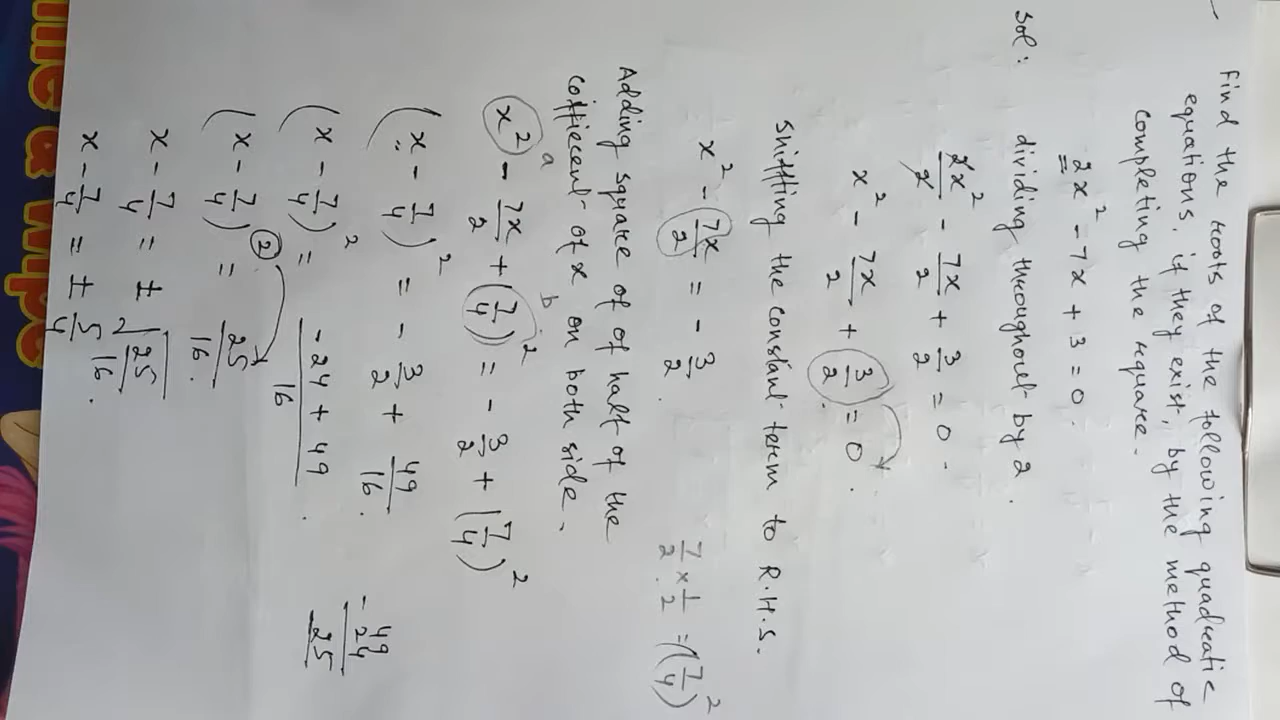 Find the roots of the following quadratic
equations, if they exist, by the method of
completing the square.
2x² - 7x + 3 = 0.
Sol: dividing throughout by 2.
2x²/2 - 7x/2 + 3/2 = 0.
x² - 7x/2 + 3/2 = 0.
Shiffting the constant term to R.H.S.
x² - 7x/2 = - 3/2.
7/2 × 1/2 = (7/4)²
Adding square of half of the
cofficient of x on both side.
a b
x² - 7x/2 + (7/4)² = - 3/2 + (7/4)²
(x - 7/4)² = - 3/2 + 49/16.
(x - 7/4)² = -24 + 49/16.
49
-24
25
(x - 7/4)② = 25/16.
x - 7/4 = ± √25/16.
x - 7/4 = ± 5/4
me a wipe